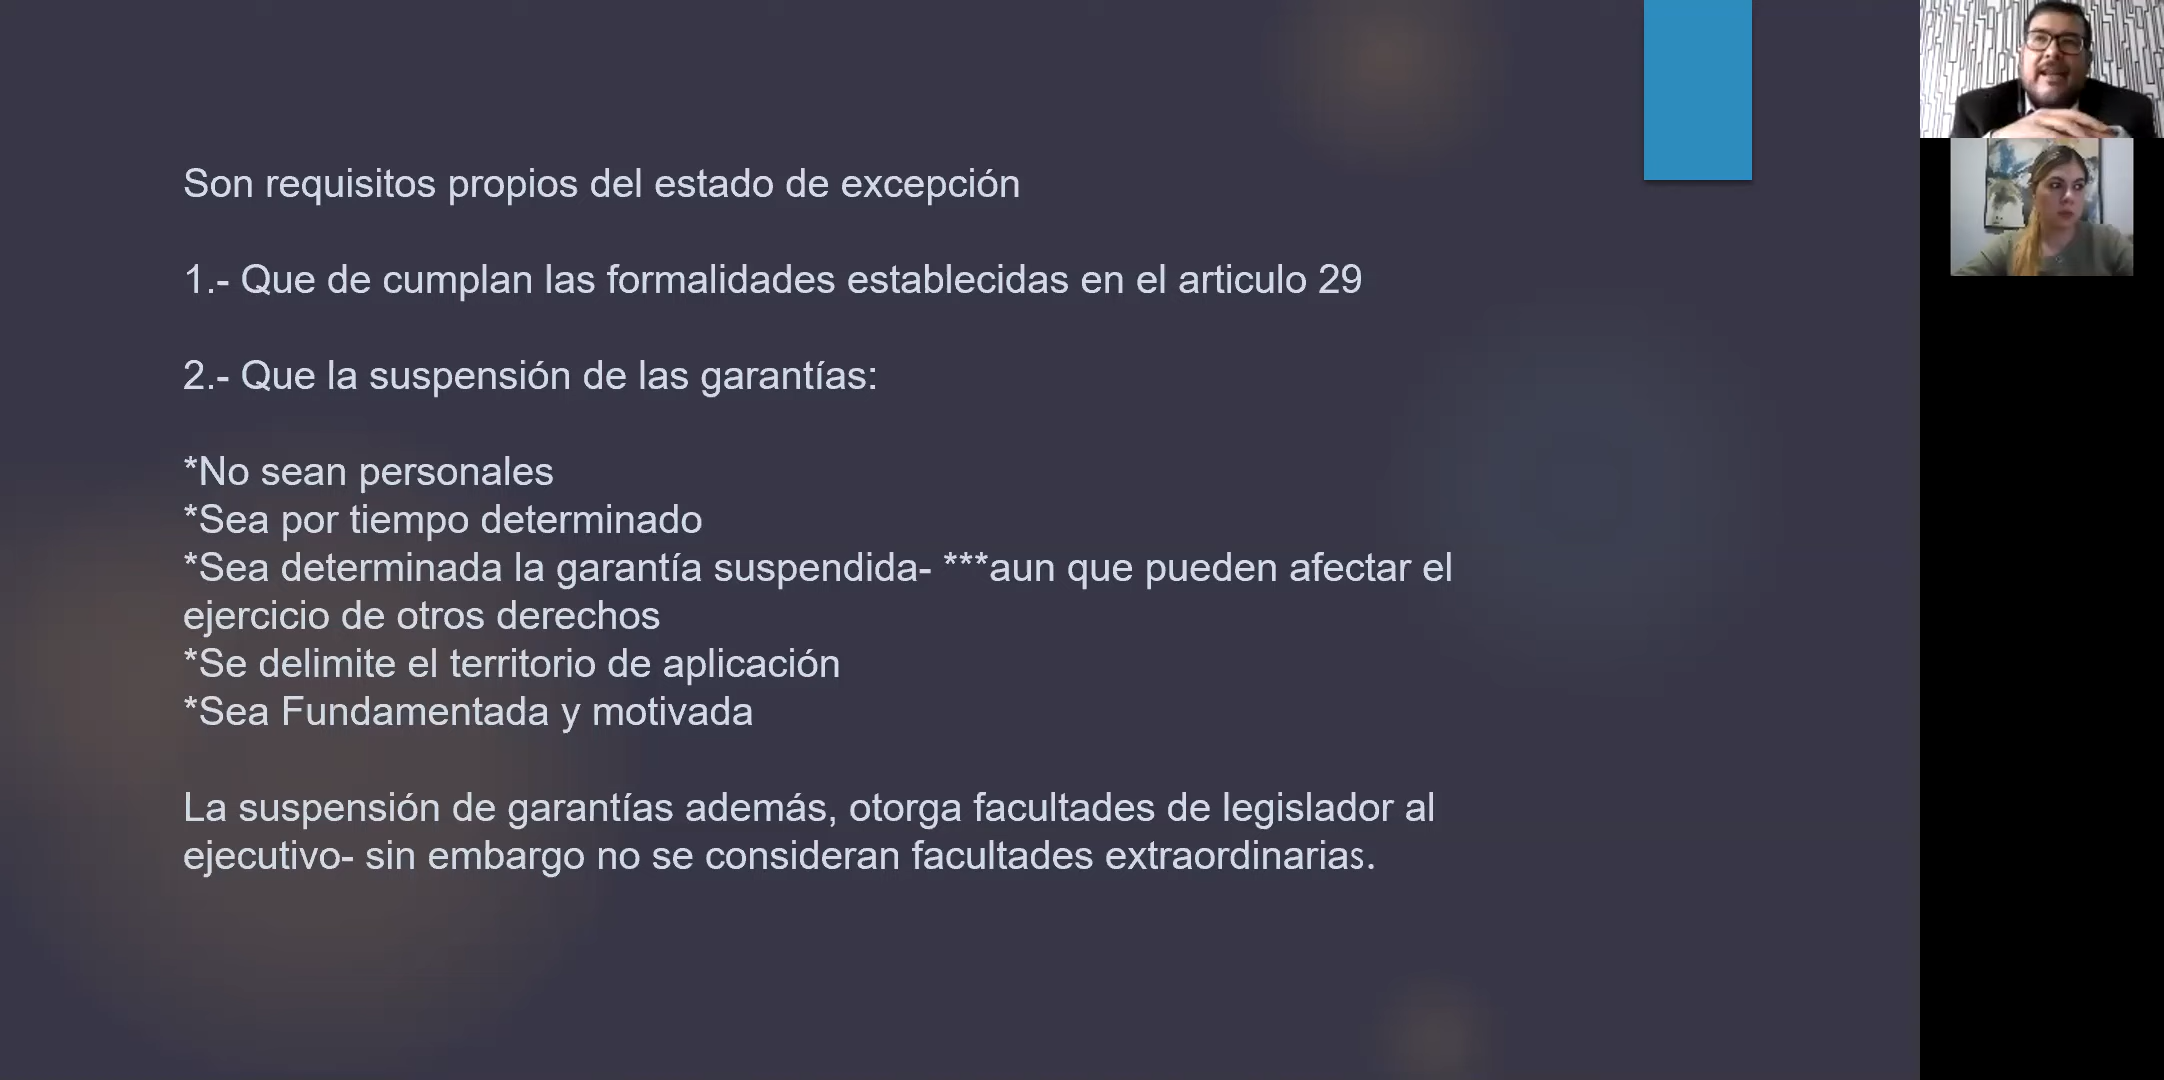 Son requisitos propios del estado de excepción
1.- Que de cumplan las formalidades establecidas en el articulo 29
2.- Que la suspensión de las garantías:
*No sean personales
*Sea por tiempo determinado
*Sea determinada la garantía suspendida- ***aun que pueden afectar el
ejercicio de otros derechos
*Se delimite el territorio de aplicación
*Sea Fundamentada y motivada
La suspensión de garantías además, otorga facultades de legislador al
ejecutivo- sin embargo no se consideran facultades extraordinarias.